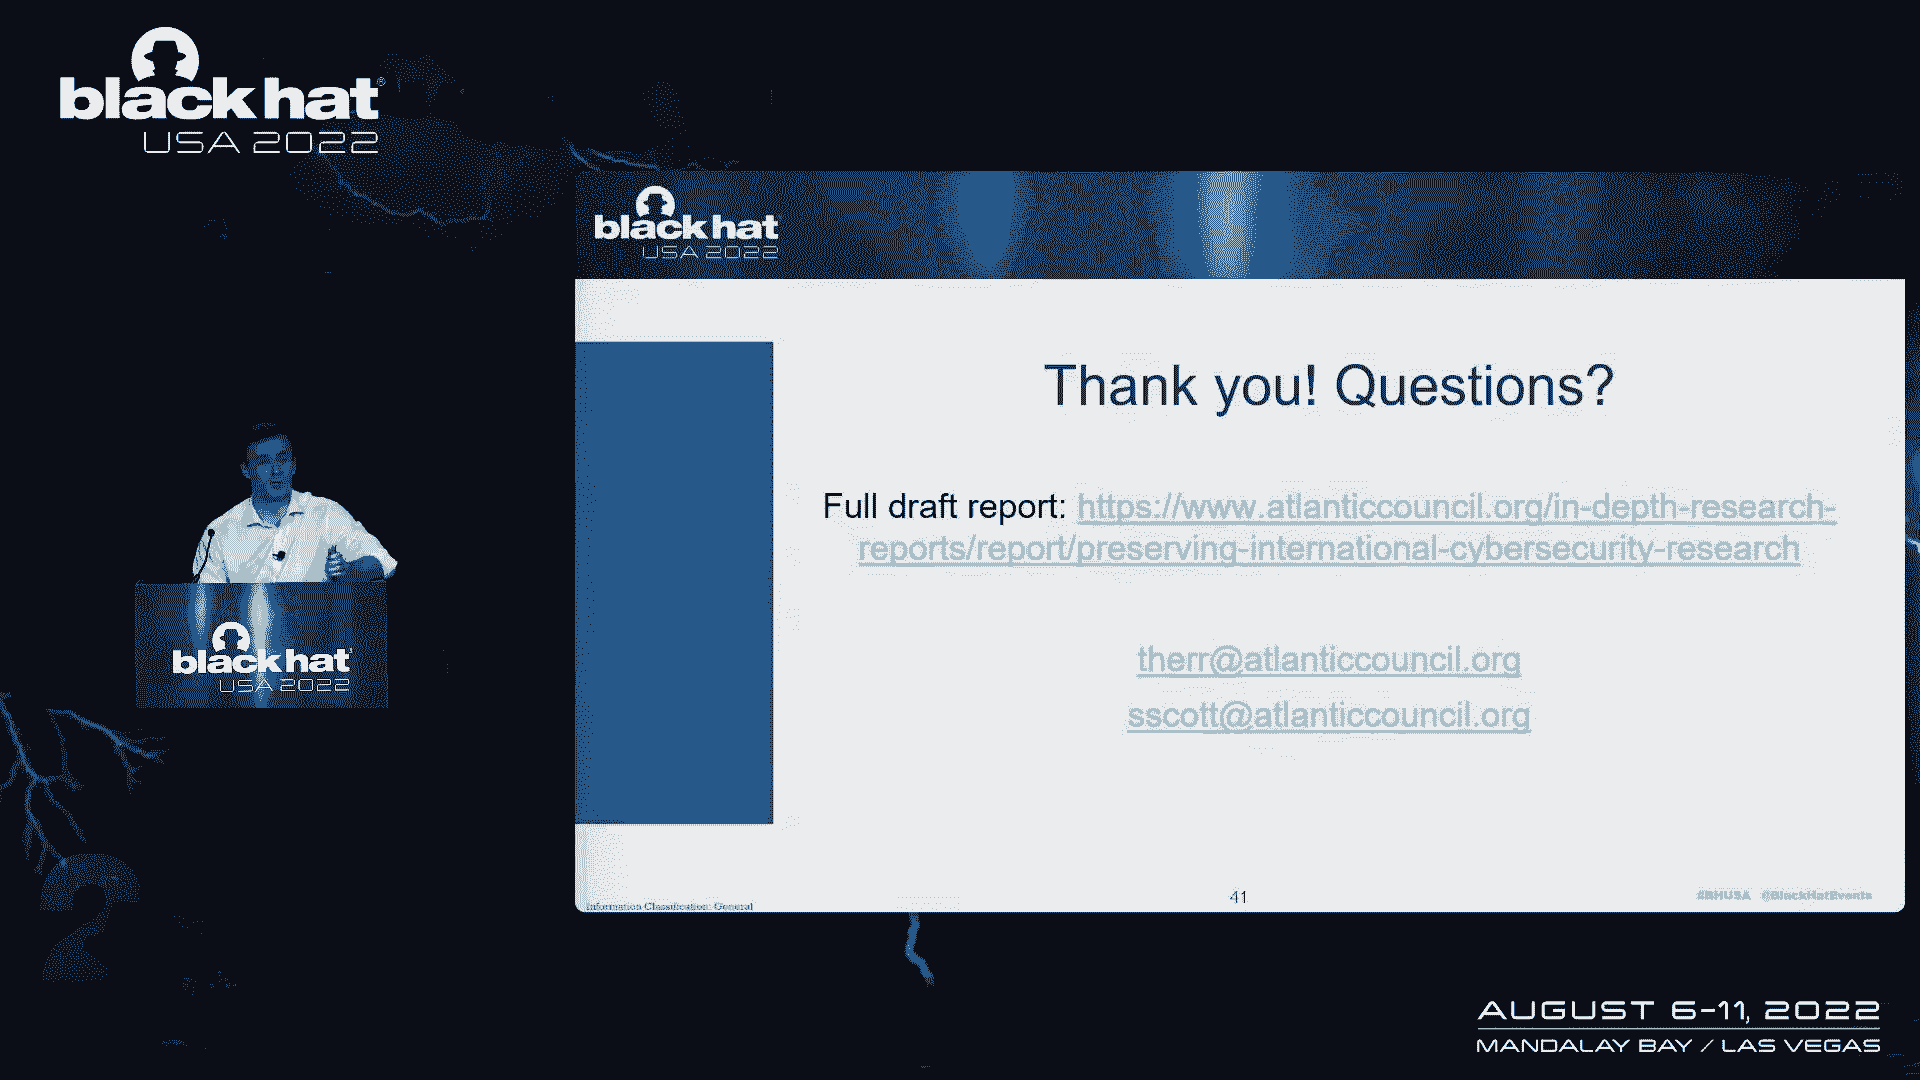 black hat®
USA 2022
black hat
USA 2022
Thank you! Questions?
Full draft report: https://www.atlanticcouncil.org/in-depth-research-
reports/report/preserving-international-cybersecurity-research
therr@atlanticcouncil.org
sscott@atlanticcouncil.org
black hat
USA 2022
Information Classification: General
41
#BHUSA @BlackHatEvents
AUGUST 6-11, 2022
MANDALAY BAY / LAS VEGAS